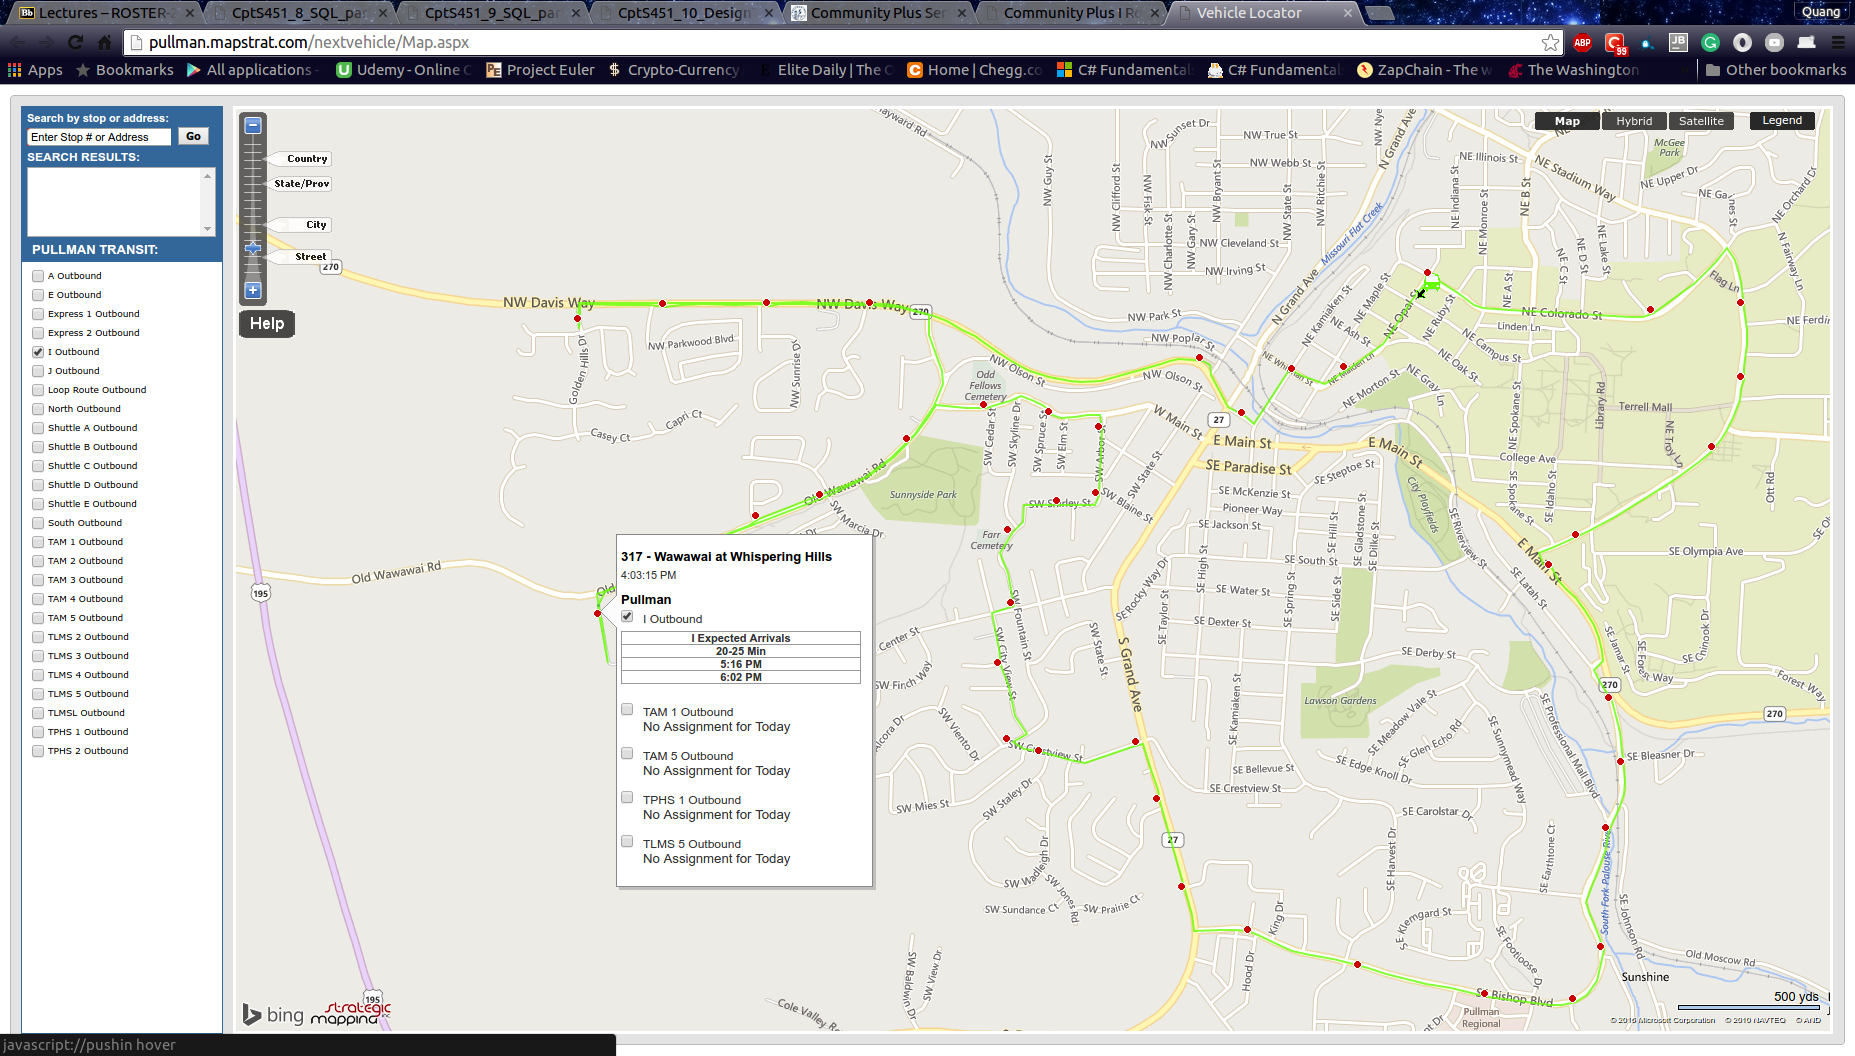 Lectures – ROSTER-2
CptS451_8_SQL_par
CptS451_9_SQL_par
CptS451_10_Design
Community Plus Ser
Community Plus I Ro
Vehicle Locator
Quang
pullman.mapstrat.com/nextvehicle/Map.aspx
Apps
Bookmarks
All applications
Udemy - Online C
Project Euler
Crypto-Currency
Elite Daily | The C
Home | Chegg.co
C# Fundamental
C# Fundamental
ZapChain - The w
The Washington
Other bookmarks
Search by stop or address:
Enter Stop # or Address
Go
SEARCH RESULTS:
PULLMAN TRANSIT:
A Outbound
E Outbound
Express 1 Outbound
Express 2 Outbound
I Outbound
J Outbound
Loop Route Outbound
North Outbound
Shuttle A Outbound
Shuttle B Outbound
Shuttle C Outbound
Shuttle D Outbound
Shuttle E Outbound
South Outbound
TAM 1 Outbound
TAM 2 Outbound
TAM 3 Outbound
TAM 4 Outbound
TAM 5 Outbound
TLMS 2 Outbound
TLMS 3 Outbound
TLMS 4 Outbound
TLMS 5 Outbound
TLMSL Outbound
TPHS 1 Outbound
TPHS 2 Outbound
Country
State/Prov
City
Street
Help
Map
Hybrid
Satellite
Legend
317 - Wawawai at Whispering Hills
4:03:15 PM
Pullman
I Outbound
I Expected Arrivals
20-25 Min
5:16 PM
6:02 PM
TAM 1 Outbound
No Assignment for Today
TAM 5 Outbound
No Assignment for Today
TPHS 1 Outbound
No Assignment for Today
TLMS 5 Outbound
No Assignment for Today
NW Davis Way
NW Davis Way
270
270
NW Parkwood Blvd
NW Sunrise Dr
Golden Hills Dr
Casey Ct
Capri Ct
Old Wawawai Rd
Old Wawawai Rd
195
195
Sunnyside Park
SW Marcia Dr
Odd Fellows Cemetery
NW Olson St
NW Olson St
NW Poplar St
NW Park St
NW Guy St
NW Sunset Dr
NW True St
NW Webb St
NW Clifford St
NW Fisk St
NW Charlotte St
NW Gary St
NW Bryant St
NW State St
NW Ritchie St
NW Cleveland St
NW Irving St
N Grand Ave
N Grand Ave
Missouri Flat Creek
NE Kamiaken St
NE Maple St
NE Ash St
NE Opal St
NE Ruby St
NE Whitman St
NE Maiden Ln
NE Morton St
NE Oak St
NE Campus St
Linden Ln
NE Colorado St
NE Illinois St
NE Indiana St
NE Monroe St
NE B St
NE A St
NE C St
NE D St
NE Lake St
NE Stadium Way
McGee Park
NE Upper Dr
NE Orchard Dr
N Fairway
Flag Ln
NE Spokane St
Library Rd
Terrell Mall
NE Troy Ln
College Ave
SE Idaho St
Ott Rd
SE Olympia Ave
W Main St
27
E Main St
E Main St
E Main St
SE Paradise St
SE Steptoe St
SE McKenzie St
Pioneer Way
SE Jackson St
SE South St
SE Water St
SE Dexter St
SE High St
SE Spring St
SE Hill St
SE Side St
SE Gladstone St
SE Dilke St
SE Taylor St
SE Rocky Way
City Playfields
SE Riverview St
SE Latah St
SW Cedar St
SW Skyline Dr
SW Spruce St
SW Elm St
SW Arbor St
SW State St
SW Blaine St
SW Shirley St
Farr Cemetery
SW Fountain St
SW City View St
SW State St
Center St
SW Finch Way
SW Viento Dr
Alcora Dr
SW Crestview St
SW Mies St
SW Staley Dr
SW Wadleigh Dr
SW Jones Rd
SW Sundance Ct
SW Prairie Ct
SW Baldwin Dr
SW View Dr
S Grand Ave
27
SE Derby St
Lawson Gardens
SE Kamiaken St
SE Meadow Vale St
SE Glen Echo Rd
SE Edge Knoll Dr
SE Bellevue St
SE Crestview St
SE Carolstar Dr
SE Harvest Dr
SE Sunnymead Way
SE Professional Mall Blvd
SE Earthtone Ct
SE Klemgard St
SE Footloose Dr
South Fork Palouse River
SE Johnson Rd
SE Bleasner Dr
Old Moscow Rd
Sunshine
SE Jamar St
SE Forest Way
Chinook Dr
Forest Way
270
270
King Dr
Hood Dr
SE Bishop Blvd
Pullman Regional
Cole Valley Rd
500 yds
bing
strategic mapping
© 2016 Microsoft Corporation © 2010 NAVTEQ © AND
javascript://pushin hover